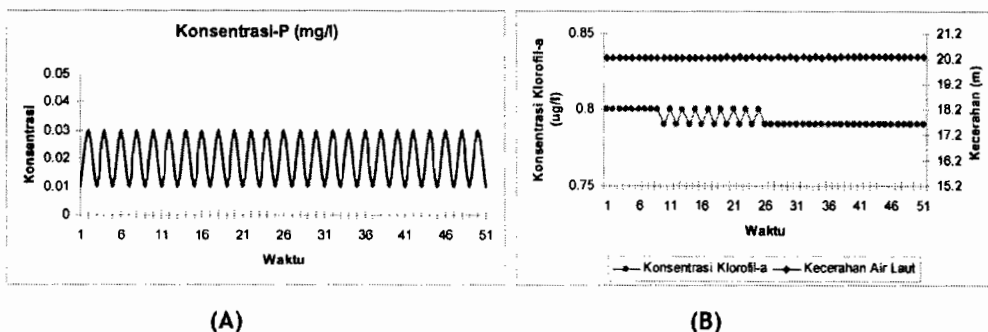 Konsentrasi-P (mg/l)
Konsentrasi
0.05
0.04
0.03
0.02
0.01
0
1 6 11 16 21 26 31 36 41 46 51
Waktu
(A)
Konsentrasi Klorofil-a
(ug/l)
0.85
0.8
0.75
21.2
20.2
19.2
18.2
17.2
16.2
15.2
Kecerahan (m)
1 6 11 16 21 26 31 36 41 46 51
Waktu
Konsentrasi Klorofil-a Kecerahan Air Laut
(B)